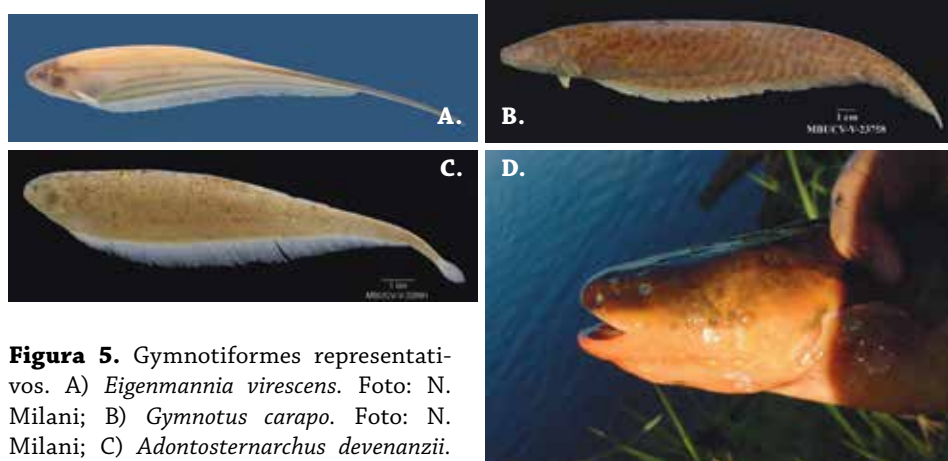 A.
B.
1 cm
MBUCV-V-23758
C.
1 cm
D.
Figura 5. Gymnotiformes representati-
vos. A) Eigenmannia virescens. Foto: N.
Milani; B) Gymnotus carapo. Foto: N.
Milani; C) Adontosternarchus devenanzii.